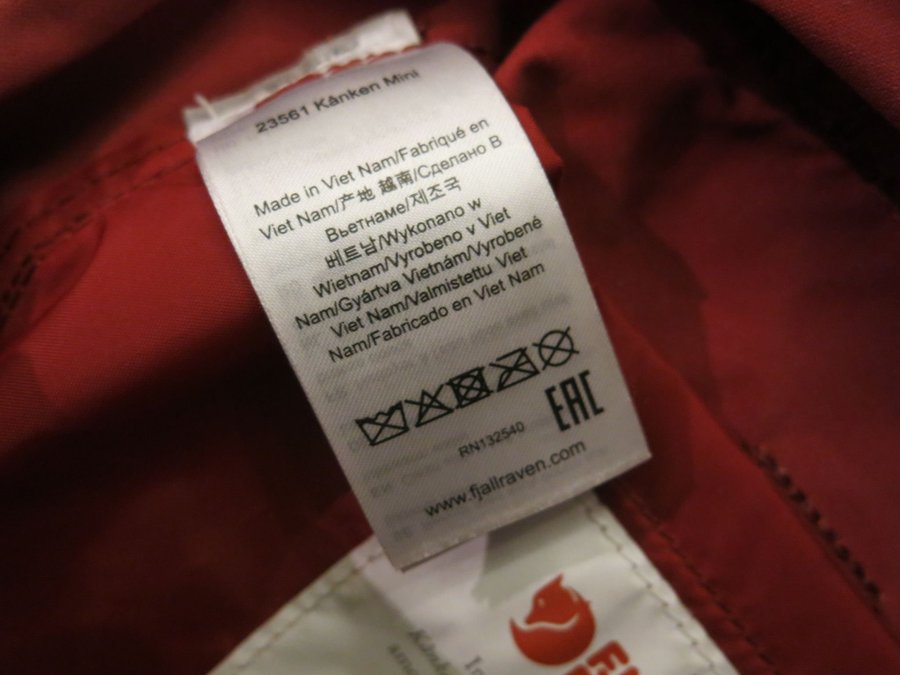 23561 Kånken Mini
Made in Viet Nam/Fabriqué en
Viet Nam/产地 越南/Сделано В
Вьетнаме/제조국
베트남/Wykonano w
Wietnam/Vyrobeno v Viet
Nam/Gyártva Vietnám/Vyrobené
Viet Nam/Valmistettu Viet
Nam/Fabricado en Viet Nam
EAC
RN132540
www.fjallraven.com